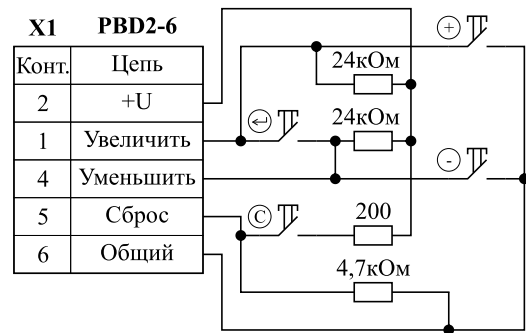 X1 PBD2-6
Конт. Цепь
2 +U
1 Увеличить
4 Уменьшить
5 Сброс
6 Общий
+
24кОм
24кОм
-
C
200
4,7кОм